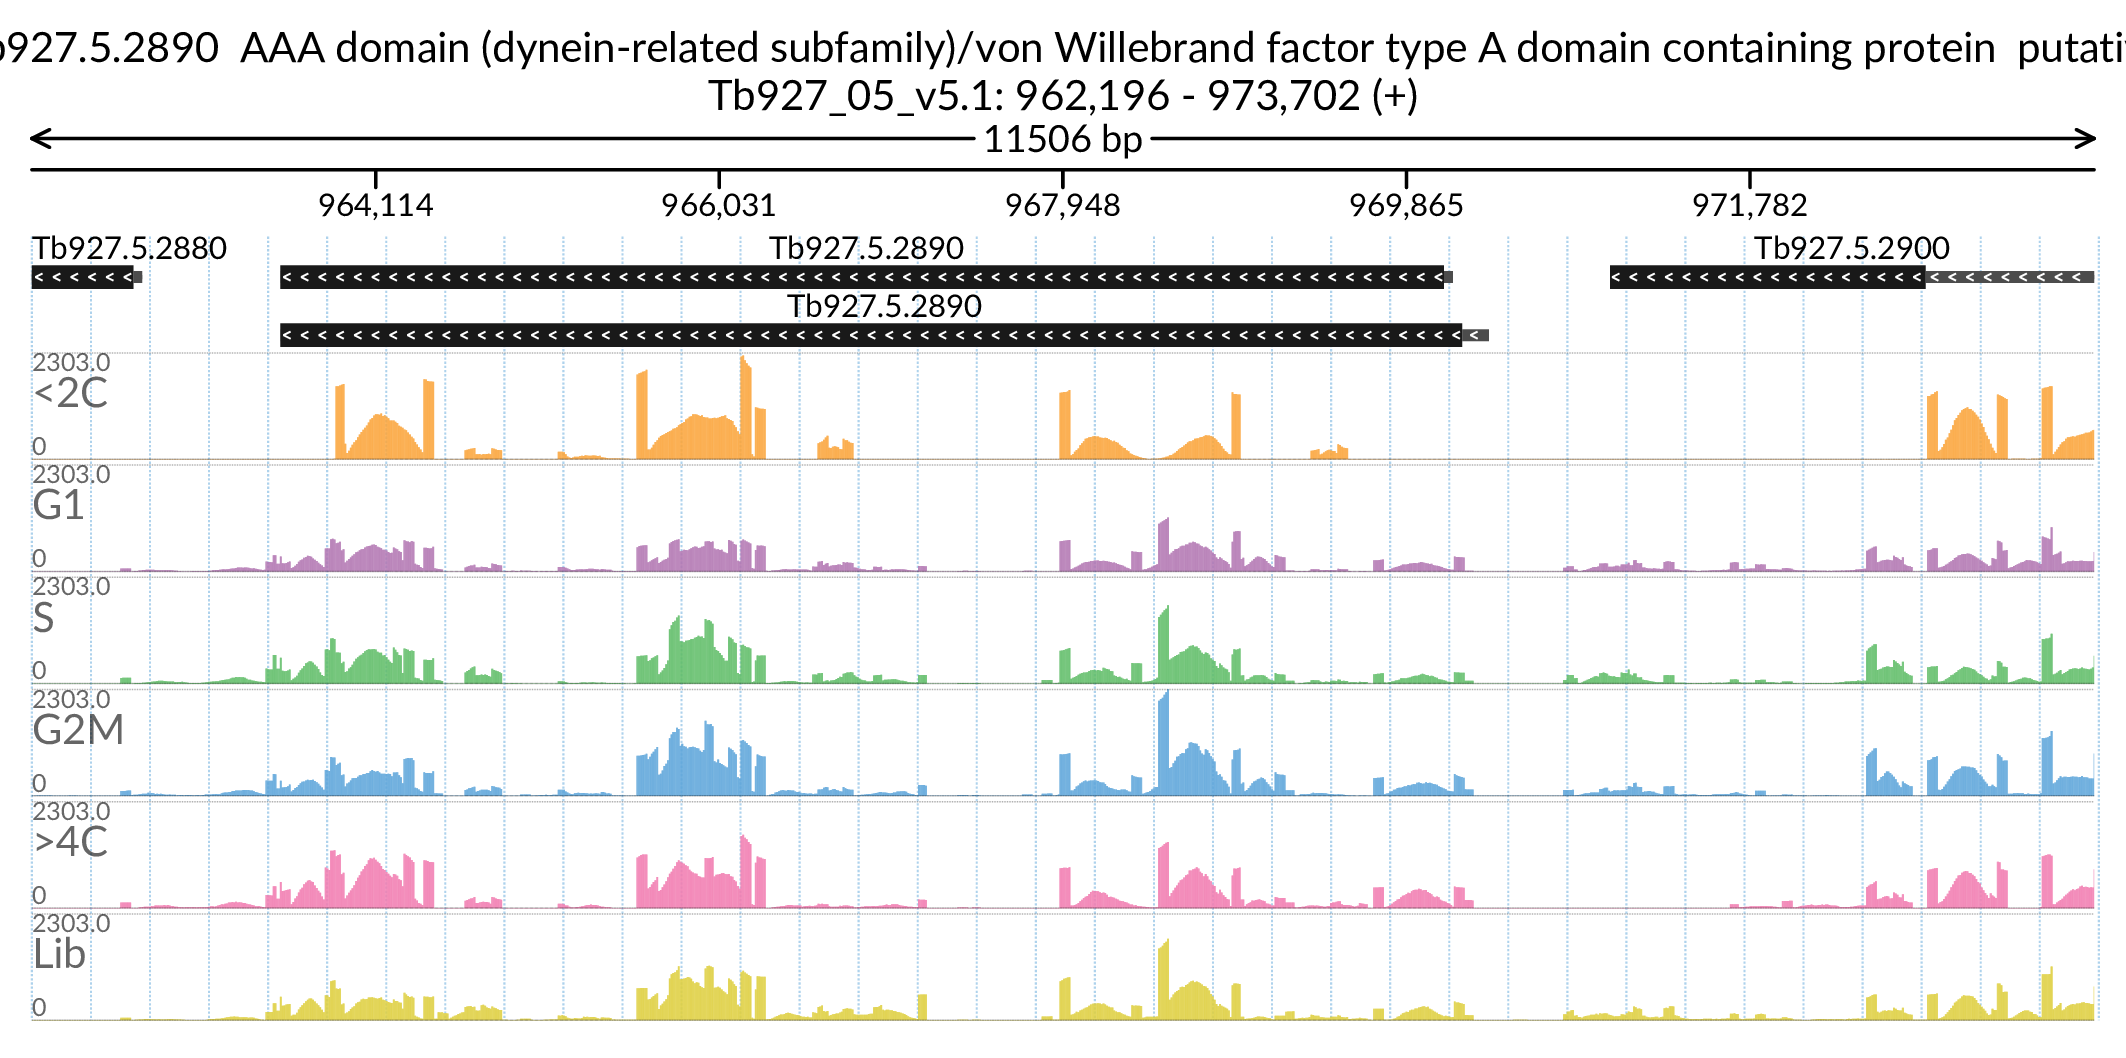 b927.5.2890 AAA domain (dynein-related subfamily)/von Willebrand factor type A domain containing protein putati
Tb927_05_v5.1: 962,196 - 973,702 (+)
11506 bp
964,114 966,031 967,948 969,865 971,782
Tb927.5.2880 Tb927.5.2890 Tb927.5.2900
Tb927.5.2890
2303.0
<2C
0
2303.0
G1
0
2303.0
S
0
2303.0
G2M
0
2303.0
>4C
0
2303.0
Lib
0